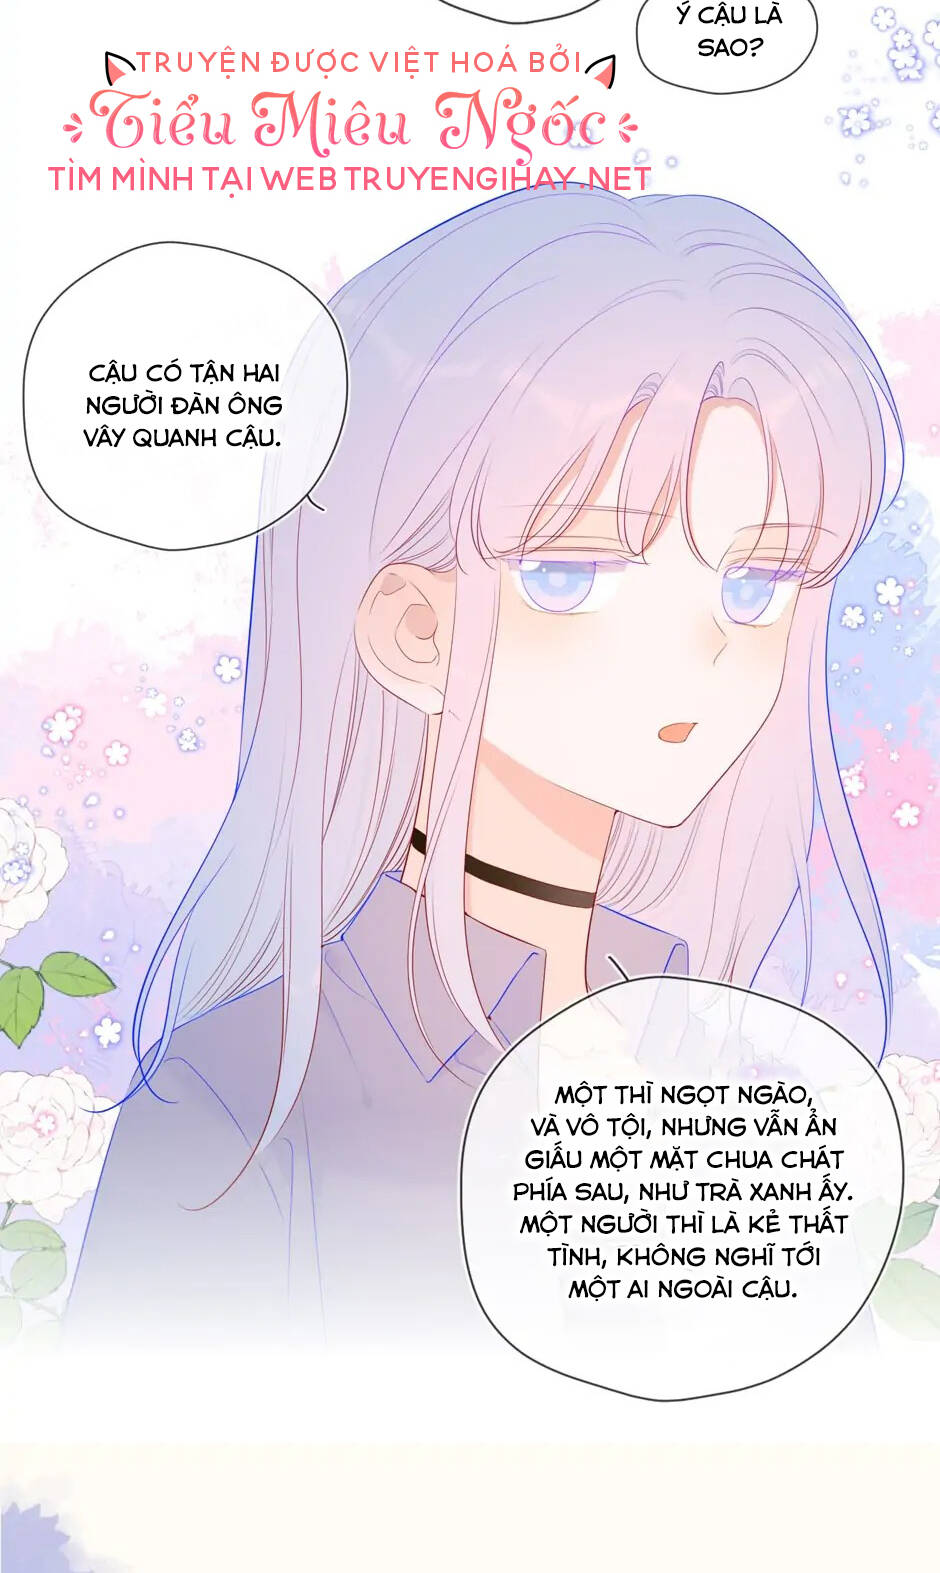 Ý CẬU LÀ
SAO?
TRUYỆN ĐƯỢC VIỆT HOÁ BỞI
Tiểu Miêu Ngốc
TÌM MÌNH TẠI WEB TRUYENGIHAY.NET
CẬU CÓ TẬN HAI
NGƯỜI ĐÀN ÔNG
VÂY QUANH CẬU.
MỘT THÌ NGỌT NGÀO,
VÀ VÔ TỘI, NHƯNG VẪN ẨN
GIẤU MỘT MẶT CHUA CHÁT
PHÍA SAU, NHƯ TRÀ XANH ẤY.
MỘT NGƯỜI THÌ LÀ KẺ THẤT
TÌNH, KHÔNG NGHĨ TỚI
MỘT AI NGOÀI CẬU.